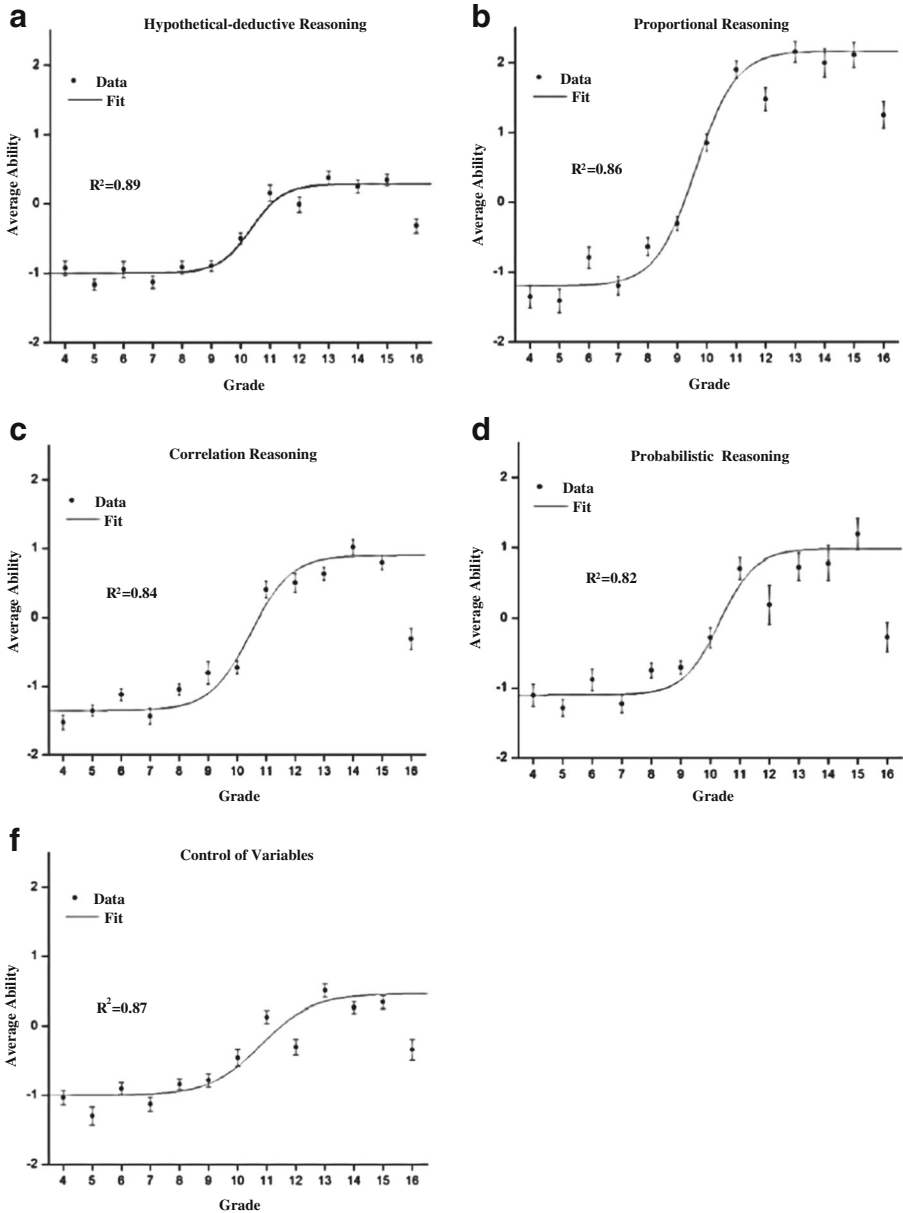 a
Hypothetical-deductive Reasoning
2
1
0
-1
-2
Average Ability
Data
Fit
R²=0.89
4 5 6 7 8 9 10 11 12 13 14 15 16
Grade
b
Proportional Reasoning
2
1
0
-1
-2
Average Ability
Data
Fit
R²=0.86
4 5 6 7 8 9 10 11 12 13 14 15 16
Grade
c
Correlation Reasoning
2
1
0
-1
-2
Average Ability
Data
Fit
R²=0.84
4 5 6 7 8 9 10 11 12 13 14 15 16
Grade
d
Probabilistic Reasoning
2
1
0
-1
-2
Average Ability
Data
Fit
R²=0.82
4 5 6 7 8 9 10 11 12 13 14 15 16
Grade
f
Control of Variables
2
1
0
-1
-2
Average Ability
Data
Fit
R²=0.87
4 5 6 7 8 9 10 11 12 13 14 15 16
Grade